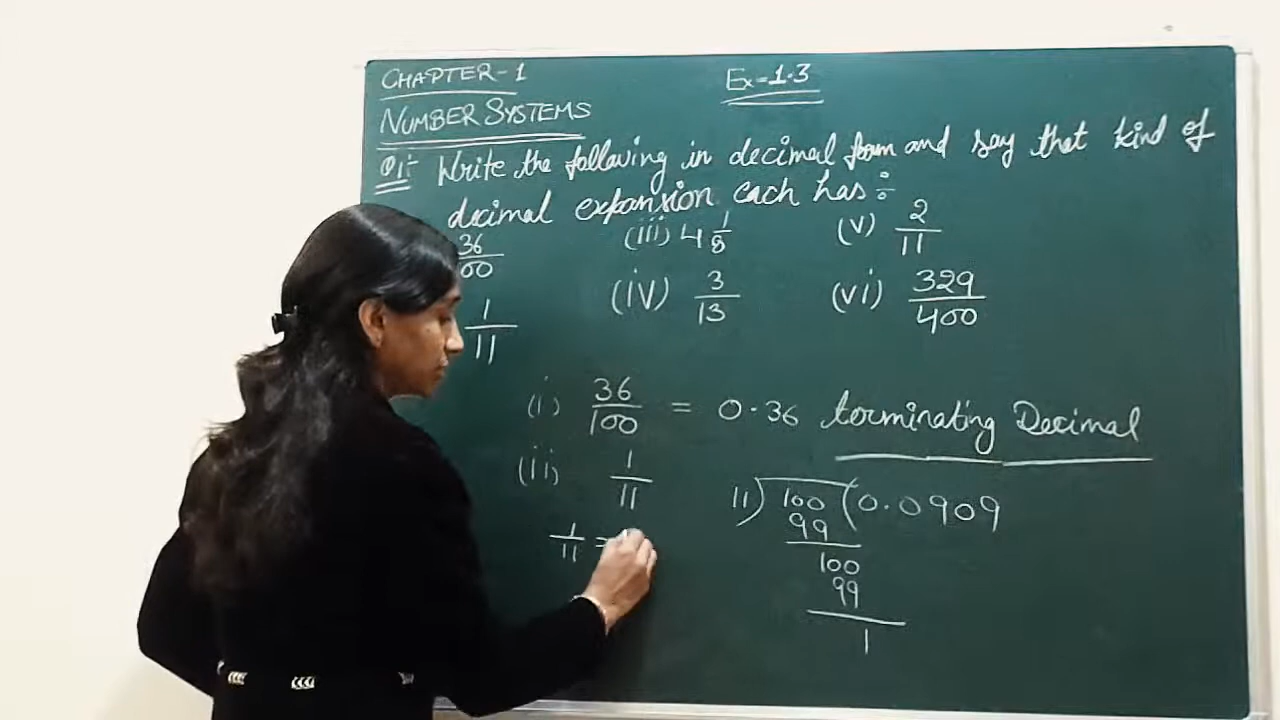 CHAPTER-1
Ex-1.3
NUMBER SYSTEMS
Q1:- Write the following in decimal form and say that kind of
decimal expansion each has:
36/100 (iii) 4 1/8 (v) 2/11
1/11 (iv) 3/13 (vi) 329/400
(i) 36/100 = 0.36 terminating Decimal
(ii) 1/11 11)100(0.0909
99
1/11 =
100
99
1